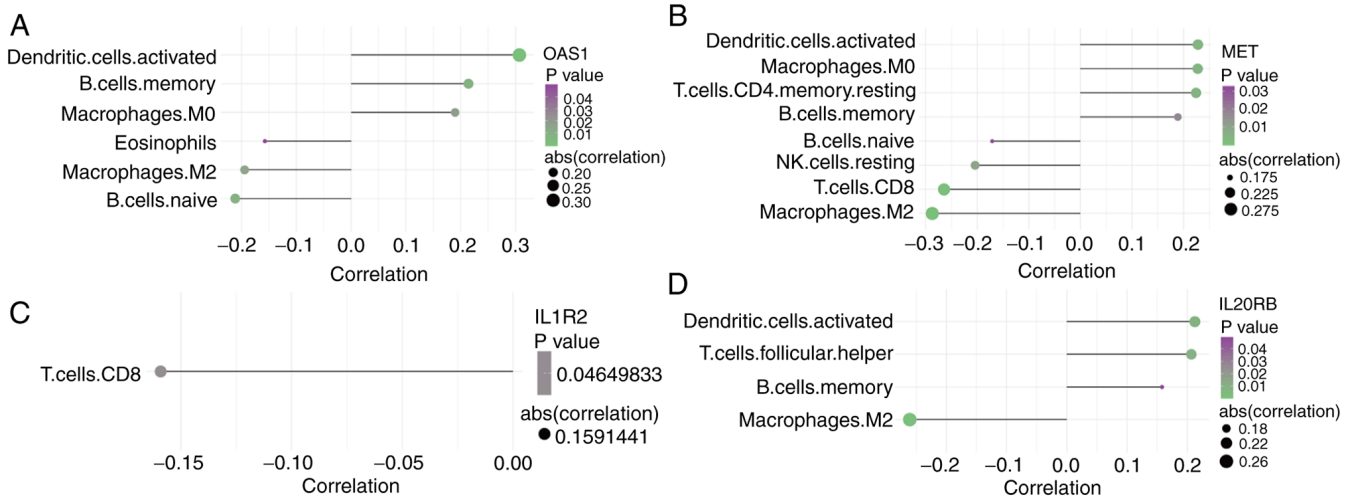 A
Dendritic.cells.activated
B.cells.memory
Macrophages.M0
Eosinophils
Macrophages.M2
B.cells.naive
−0.2 −0.1 0.0 0.1 0.2 0.3
Correlation
OAS1
P value
0.04
0.03
0.02
0.01
abs(correlation)
0.20
0.25
0.30
B
Dendritic.cells.activated
Macrophages.M0
T.cells.CD4.memory.resting
B.cells.memory
B.cells.naive
NK.cells.resting
T.cells.CD8
Macrophages.M2
−0.3 −0.2 −0.1 0.0 0.1 0.2
Correlation
MET
P value
0.03
0.02
0.01
abs(correlation)
0.175
0.225
0.275
C
T.cells.CD8
−0.15 −0.10 −0.05 0.00
Correlation
IL1R2
P value
0.04649833
abs(correlation)
0.1591441
D
Dendritic.cells.activated
T.cells.follicular.helper
B.cells.memory
Macrophages.M2
−0.2 −0.1 0.0 0.1 0.2
Correlation
IL20RB
P value
0.04
0.03
0.02
0.01
abs(correlation)
0.18
0.22
0.26